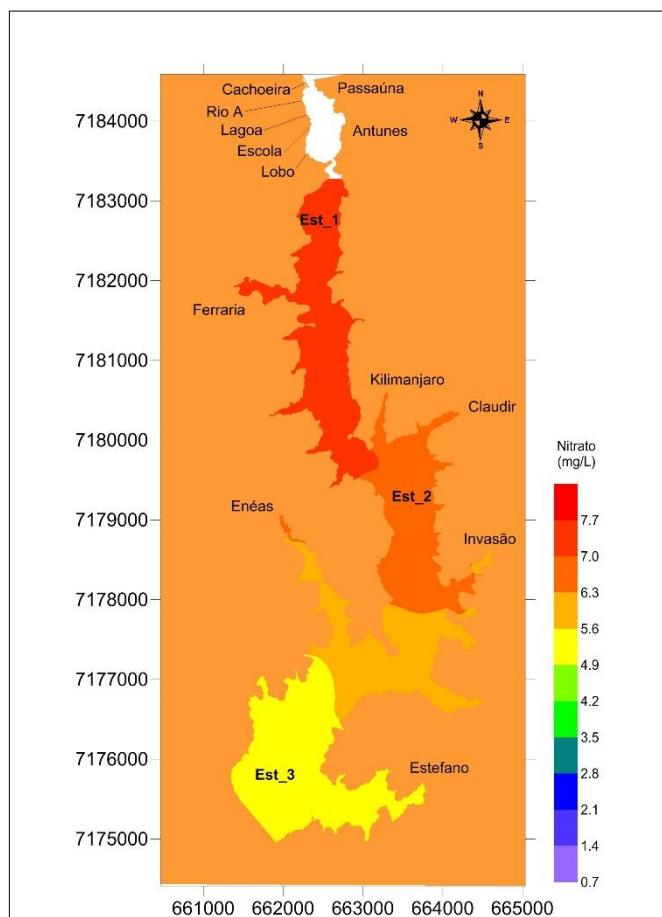 Cachoeira
Passaúna
N
7184000
Rio A
W
E
Lagoa
Antunes
Escola
S
Lobo
7183000
Est_1
7182000
Ferraria
7181000
Kilimanjaro
Claudir
7180000
Nitrato
(mg/L)
Est_2
7179000
Enéas
Invasão
7.7
7.0
7178000
6.3
5.6
7177000
4.9
4.2
7176000
3.5
Est_3
Estefano
2.8
7175000
2.1
1.4
0.7
661000 662000 663000 664000 665000